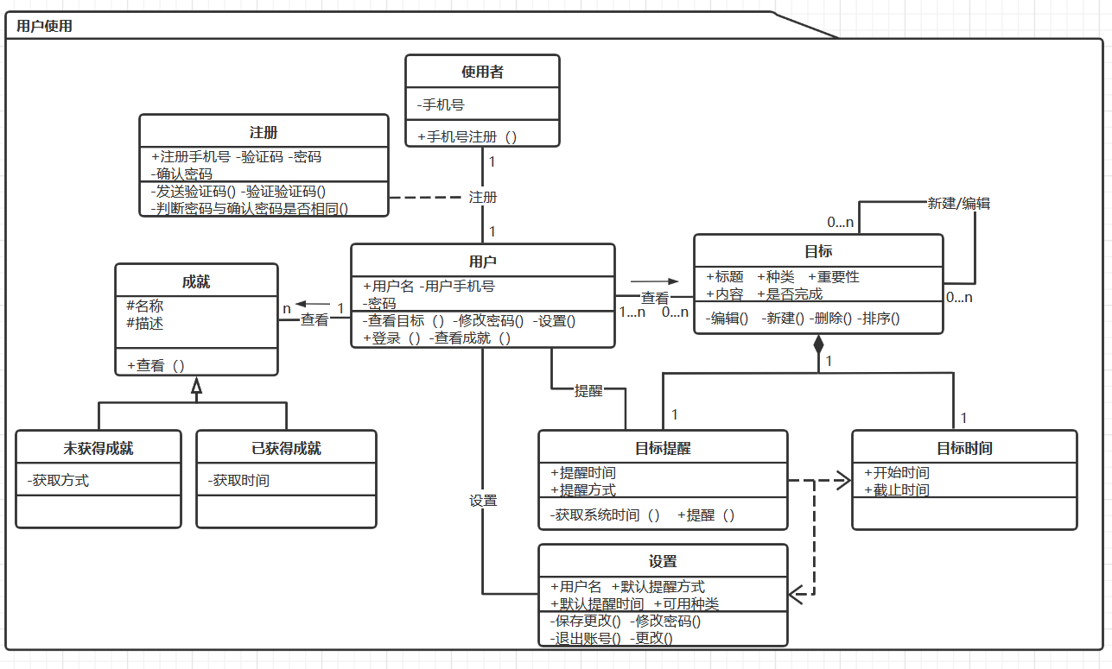 用户使用
使用者
-手机号
+手机号注册（）
1
注册
1
注册
+注册手机号 -验证码 -密码
-确认密码
-发送验证码() -验证验证码()
-判断密码与确认密码是否相同()
用户
+用户名 -用户手机号
-密码
-查看目标（） -修改密码() -设置()
+登录（） -查看成就（）
成就
#名称
#描述
+查看（）
n
查看
1
查看
1...n
0...n
目标
+标题 +种类 +重要性
+内容 +是否完成
-编辑() -新建() -删除() -排序()
0...n
新建/编辑
0...n
1
1
1
未获得成就
-获取方式
已获得成就
-获取时间
提醒
目标提醒
+提醒时间
+提醒方式
-获取系统时间（） +提醒（）
目标时间
+开始时间
+截止时间
设置
设置
+用户名 +默认提醒方式
+默认提醒时间 +可用种类
-保存更改() -修改密码()
-退出账号() -更改()